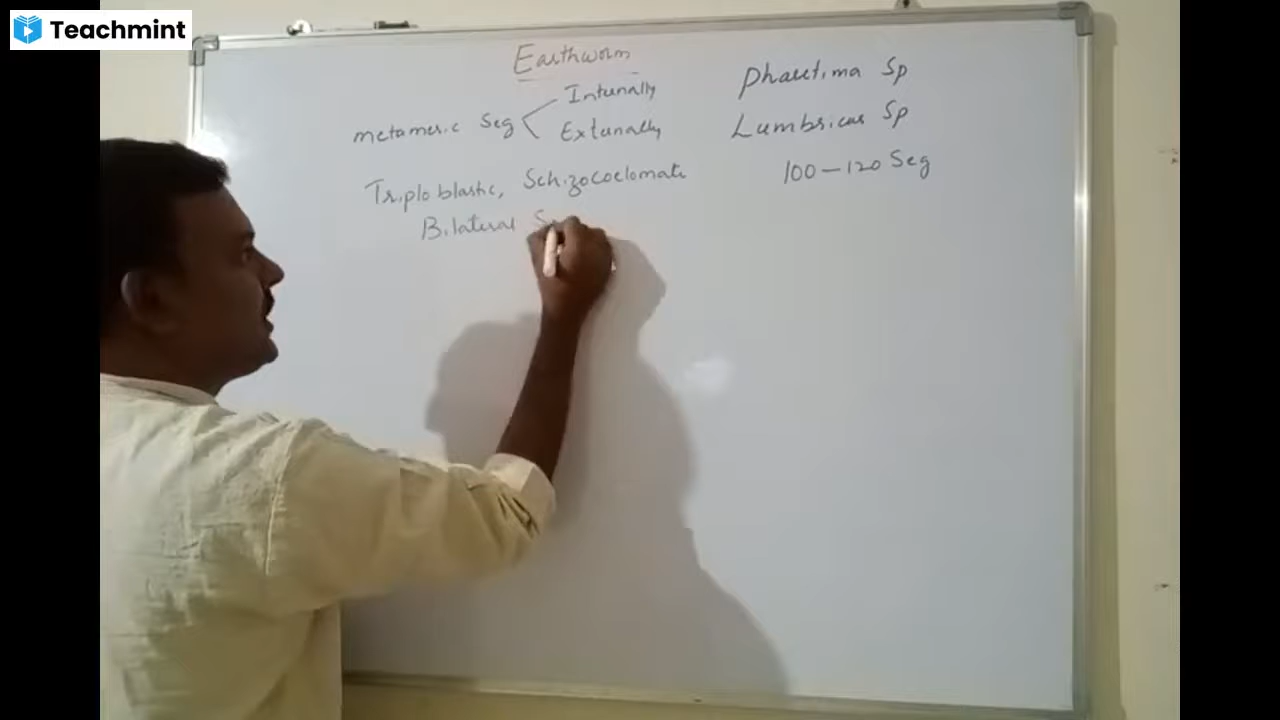 Teachmint
Earthworm
metameric Seg
Internally
Externally
Triploblastic, Schizocoelomate
Bilateral
Pheretima Sp
Lumbricus Sp
100-120 Seg